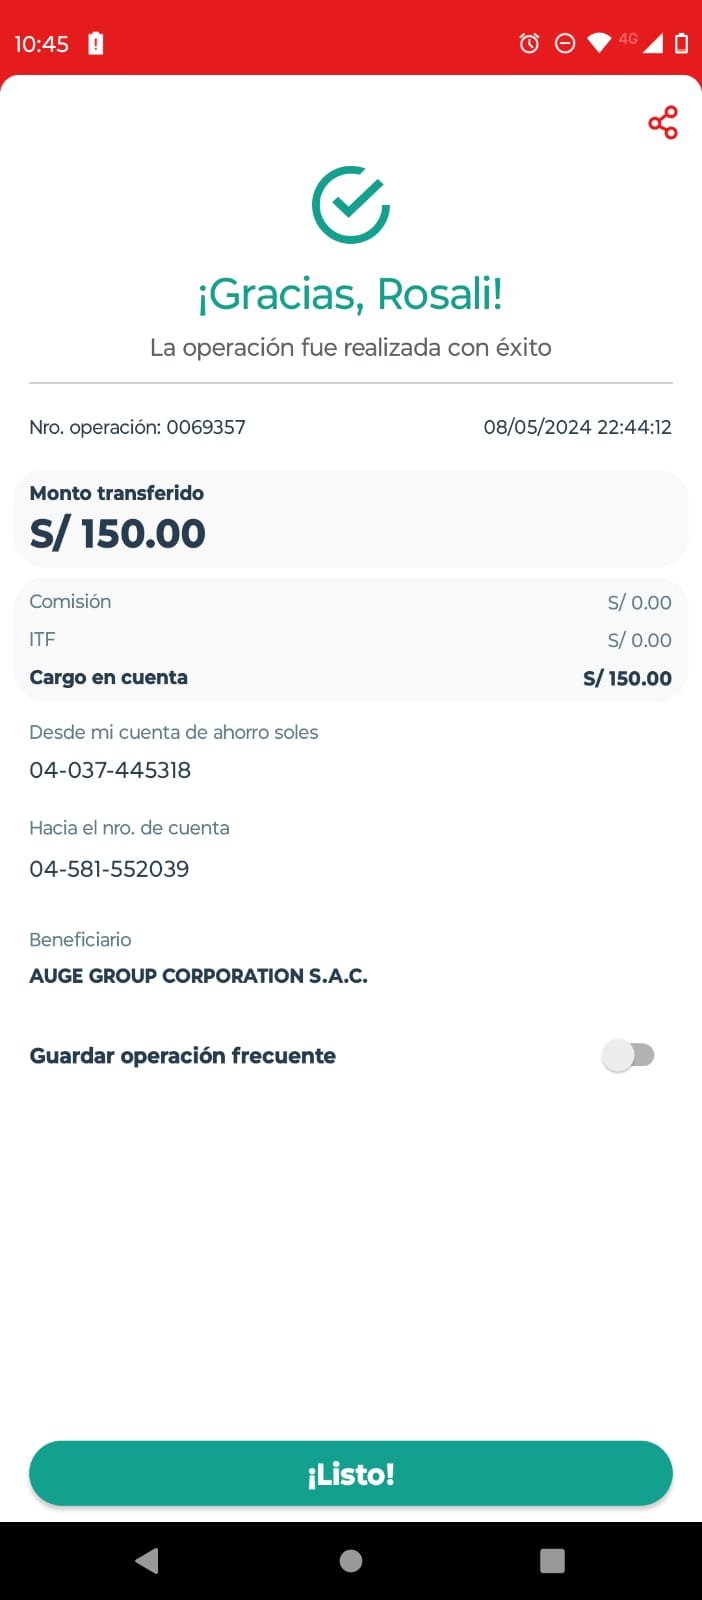 10:45
4G
¡Gracias, Rosali!
La operación fue realizada con éxito
Nro. operación: 0069357 08/05/2024 22:44:12
Monto transferido
S/ 150.00
Comisión S/ 0.00
ITF S/ 0.00
Cargo en cuenta S/ 150.00
Desde mi cuenta de ahorro soles
04-037-445318
Hacia el nro. de cuenta
04-581-552039
Beneficiario
AUGE GROUP CORPORATION S.A.C.
Guardar operación frecuente
¡Listo!